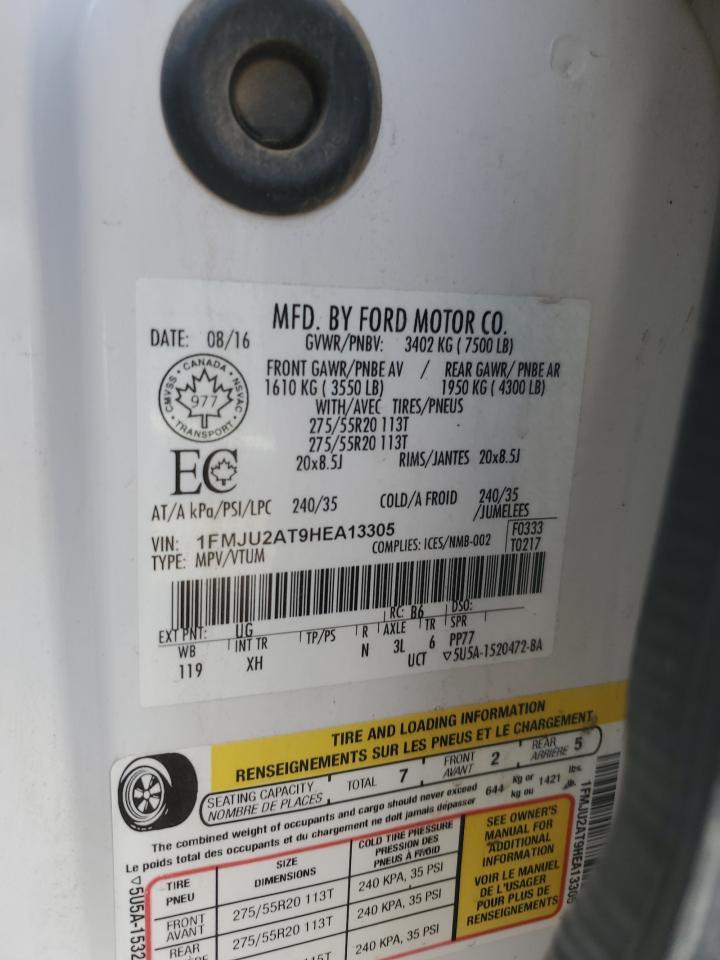 MFD. BY FORD MOTOR CO.
DATE: 08/16 GVWR/PNBV: 3402 KG ( 7500 LB)
FRONT GAWR/PNBE AV / REAR GAWR/ PNBE AR
1610 KG ( 3550 LB) 1950 KG ( 4300 LB)
WITH/AVEC TIRES/PNEUS
275/55R20 113T
275/55R20 113T
20x8.5J RIMS/JANTES 20x8.5J
CMVSS · CANADA · NSVAC · TRANSPORT
977
EC
AT/A kPa/PSI/LPC 240/35 COLD/A FROID 240/35
/JUMELEES
VIN: 1FMJU2AT9HEA13305
F0333
TYPE: MPV/VTUM COMPLIES: ICES/NMB-002 T0217
RC: B6 DSO:
EXT PNT: UG
WB INT TR TP/PS R AXLE TR SPR
119 XH N 3L 6 PP77
UCT ▽5U5A-1520472-BA
TIRE AND LOADING INFORMATION
RENSEIGNEMENTS SUR LES PNEUS ET LE CHARGEMENT
SEATING CAPACITY
NOMBRE DE PLACES
TOTAL 7 FRONT
AVANT 2 REAR
ARRIÈRE 5
The combined weight of occupants and cargo should never exceed
Le poids total des occupants et du chargement ne doit jamais dépasser
644 kg or
kg ou 1421 lbs.
lb.
TIRE
PNEU
SIZE
DIMENSIONS
COLD TIRE PRESSURE
PRESSION DES
PNEUS À FROID
FRONT
AVANT
275/55R20 113T
240 KPA, 35 PSI
REAR
275/55R20 113T
240 KPA, 35 PSI
240 KPA, 35 PSI
SEE OWNER'S
MANUAL FOR
ADDITIONAL
INFORMATION
VOIR LE MANUEL
DE L'USAGER
POUR PLUS DE
RENSEIGNEMENTS
1FMJU2AT9HEA13305
▽5U5A-1532